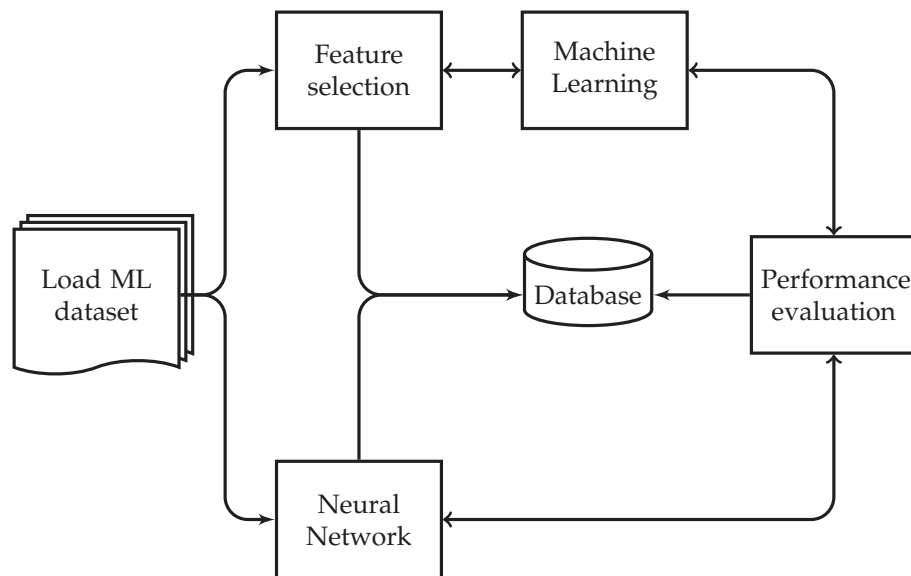 Feature
selection
Machine
Learning
Load ML
dataset
Database
Performance
evaluation
Neural
Network